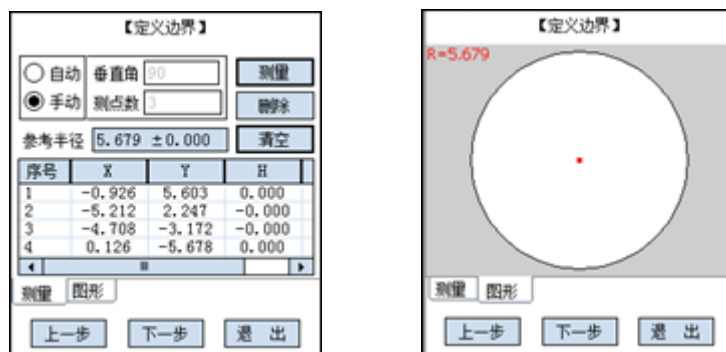 【定义边界】
自动 垂直角 90 测量
手动 测点数 3 删除
参考半径 5.679 ±0.000 清空
序号 X Y H
1 -0.926 5.603 0.000
2 -5.212 2.247 -0.000
3 -4.708 -3.172 -0.000
4 0.126 -5.678 0.000
测量 图形
上一步 下一步 退 出
【定义边界】
R=5.679
测量 图形
上一步 下一步 退 出